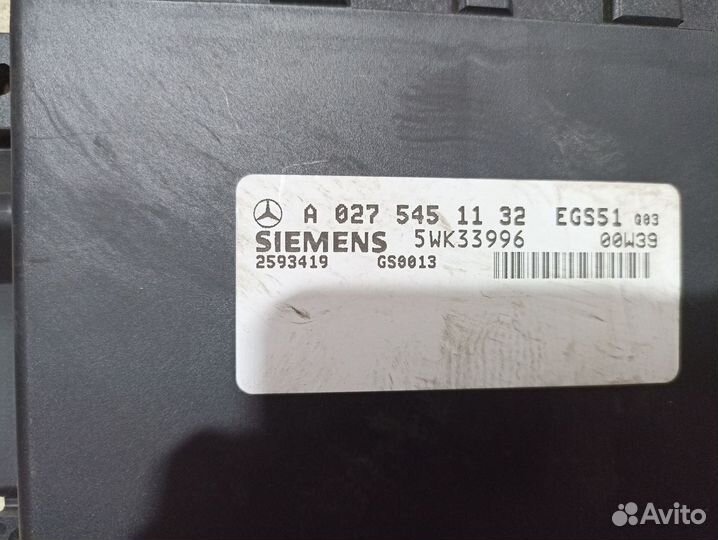 A 027 545 11 32 EGS51 G03
SIEMENS 5WK33996 00W39
2593419 GS0013
Avito